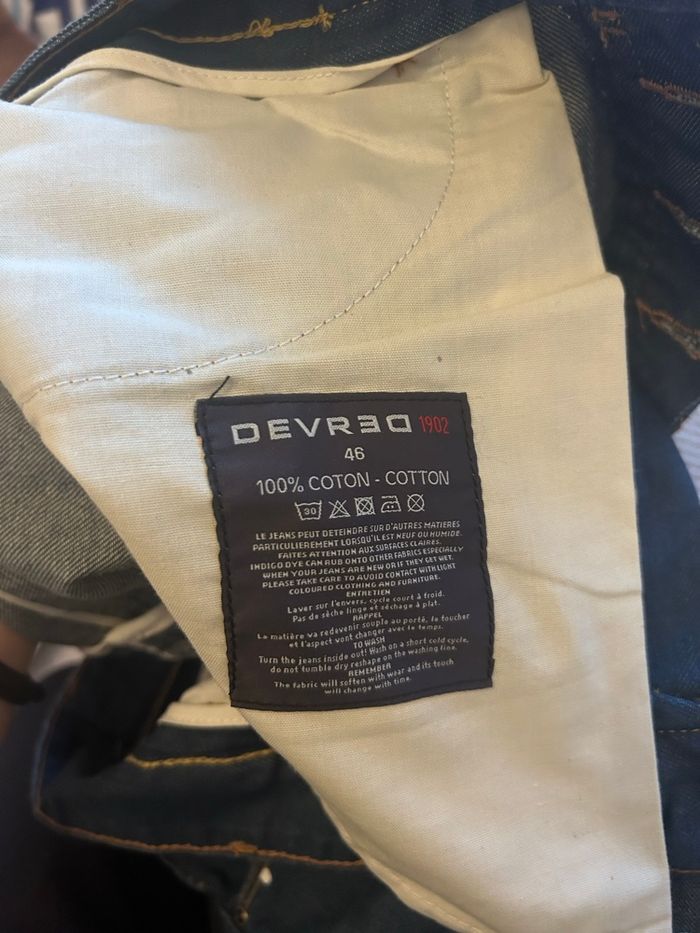 DEVRED 1902
46
100% COTON - COTTON
30
LE JEANS PEUT DETEINDRE SUR D'AUTRES MATIERES
PARTICULIEREMENT LORSQU'IL EST NEUF OU HUMIDE.
FAITES ATTENTION AUX SURFACES CLAIRES.
INDIGO DYE CAN RUB ONTO OTHER FABRICS ESPECIALLY
WHEN YOUR JEANS ARE NEW OR IF THEY GET WET.
PLEASE TAKE CARE TO AVOID CONTACT WITH LIGHT
COLOURED CLOTHING AND FURNITURE.
ENTRETIEN
Laver sur l'envers, cycle court à froid.
Pas de sèche linge et séchage à plat.
RAPPEL
La matière va redevenir souple au porté, le toucher
et l'aspect vont changer avec le temps.
TO WASH
Turn the jeans inside out! Wash on a short cold cycle,
do not tumble dry reshape on the washing line.
REMEMBER
The fabric will soften with wear and its touch
will change with time.